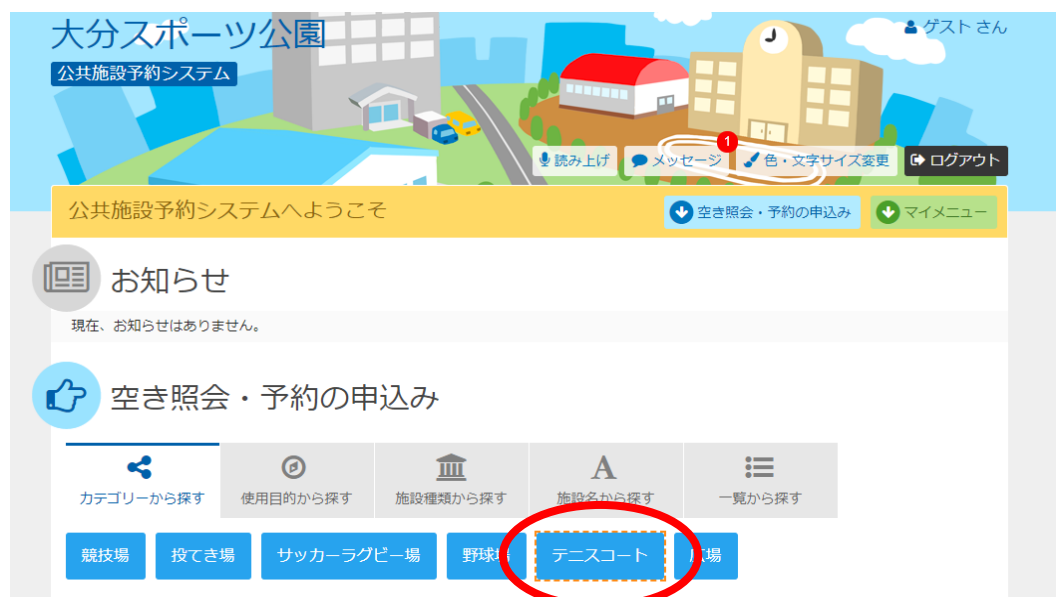 大分スポーツ公園
ゲスト さん
公共施設予約システム
1
読み上げ メッセージ 色・文字サイズ変更 ログアウト
公共施設予約システムへようこそ 空き照会・予約の申込み マイメニュー
お知らせ
現在、お知らせはありません。
空き照会・予約の申込み
A
カテゴリーから探す 使用目的から探す 施設種類から探す 施設名から探す 一覧から探す
競技場 投てき場 サッカーラグビー場 野球場 テニスコート 広場